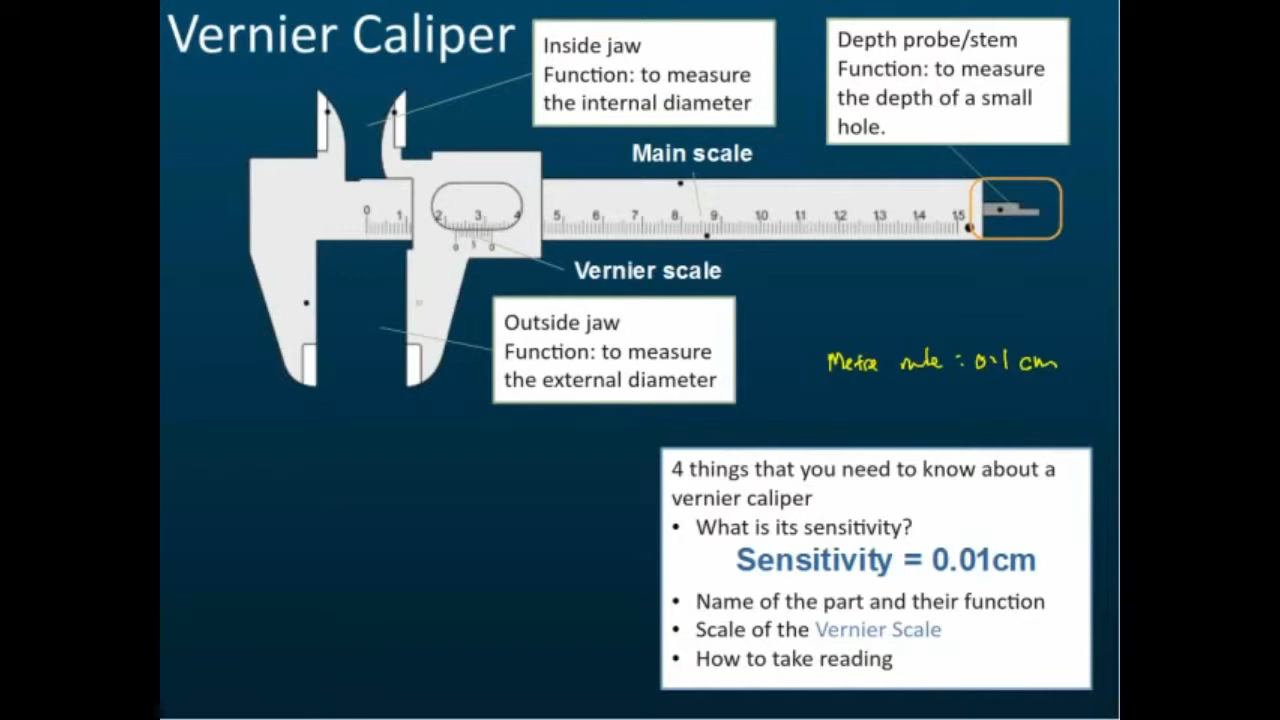 Vernier Caliper
Inside jaw
Function: to measure
the internal diameter
Depth probe/stem
Function: to measure
the depth of a small
hole.
Main scale
0 1 2 3 4 5 6 7 8 9 10 11 12 13 14 15
0 5 0
Vernier scale
Outside jaw
Function: to measure
the external diameter
Metre rule : 0.1 cm
4 things that you need to know about a
vernier caliper
• What is its sensitivity?
Sensitivity = 0.01cm
• Name of the part and their function
• Scale of the Vernier Scale
• How to take reading